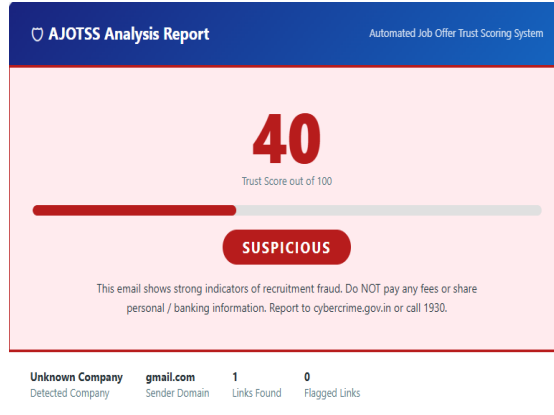 AJOTSS Analysis Report
Automated Job Offer Trust Scoring System
40
Trust Score out of 100
SUSPICIOUS
This email shows strong indicators of recruitment fraud. Do NOT pay any fees or share
personal / banking information. Report to cybercrime.gov.in or call 1930.
Unknown Company gmail.com 1 0
Detected Company Sender Domain Links Found Flagged Links